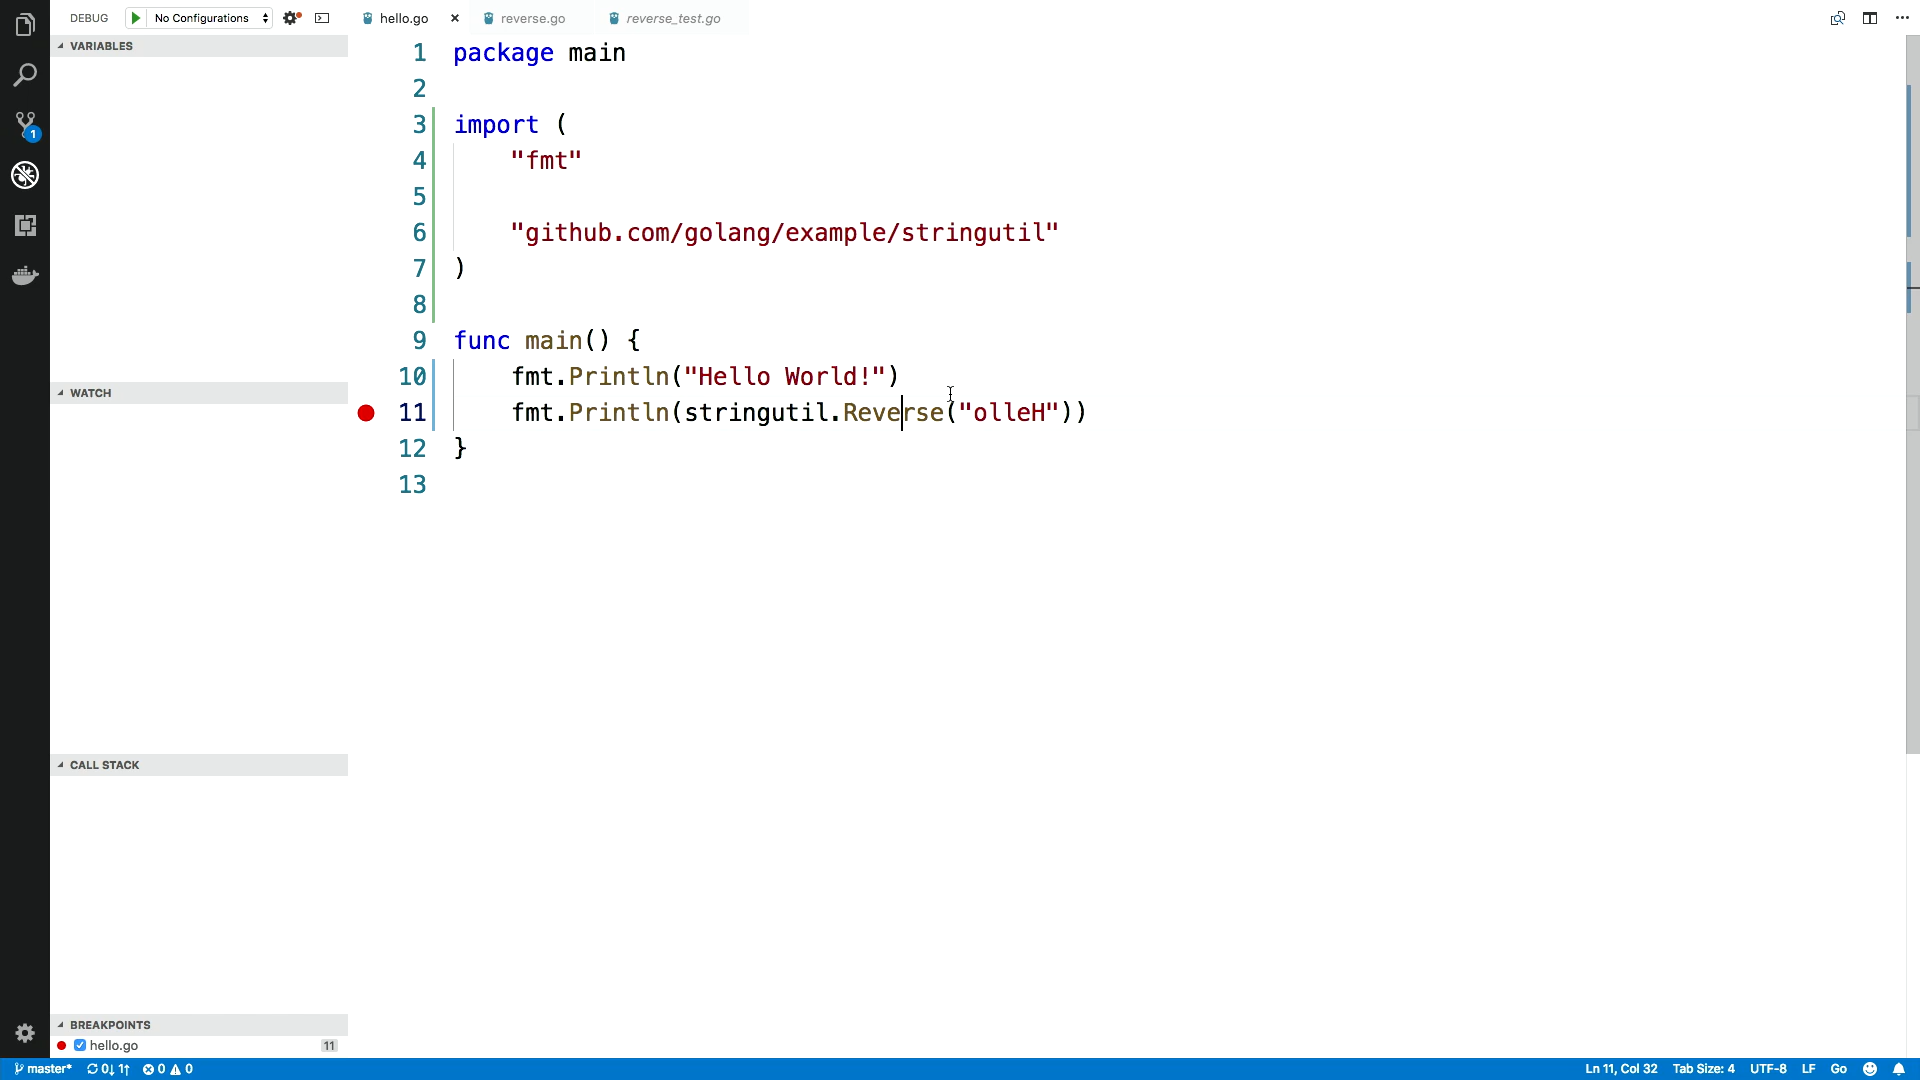 DEBUG No Configurations hello.go reverse.go reverse_test.go
VARIABLES
WATCH
CALL STACK
BREAKPOINTS
hello.go 11
1 package main
2
3 import (
4 "fmt"
5
6 "github.com/golang/example/stringutil"
7 )
8
9 func main() {
10 fmt.Println("Hello World!")
11 fmt.Println(stringutil.Reverse("olleH"))
12 }
13
1
master* 0↓ 1↑ 0 0 Ln 11, Col 32 Tab Size: 4 UTF-8 LF Go